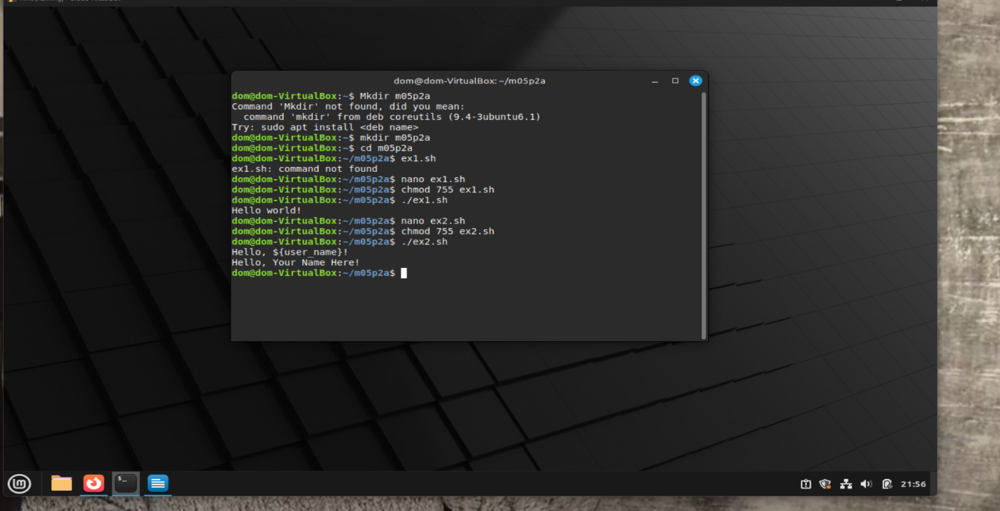 dom@dom-VirtualBox: ~/m05p2a
dom@dom-VirtualBox:~$ Mkdir m05p2a
Command 'Mkdir' not found, did you mean:
  command 'mkdir' from deb coreutils (9.4-3ubuntu6.1)
Try: sudo apt install <deb name>
dom@dom-VirtualBox:~$ mkdir m05p2a
dom@dom-VirtualBox:~$ cd m05p2a
dom@dom-VirtualBox:~/m05p2a$ ex1.sh
ex1.sh: command not found
dom@dom-VirtualBox:~/m05p2a$ nano ex1.sh
dom@dom-VirtualBox:~/m05p2a$ chmod 755 ex1.sh
dom@dom-VirtualBox:~/m05p2a$ ./ex1.sh
Hello world!
dom@dom-VirtualBox:~/m05p2a$ nano ex2.sh
dom@dom-VirtualBox:~/m05p2a$ chmod 755 ex2.sh
dom@dom-VirtualBox:~/m05p2a$ ./ex2.sh
Hello, ${user_name}!
Hello, Your Name Here!
dom@dom-VirtualBox:~/m05p2a$
$_
21:56